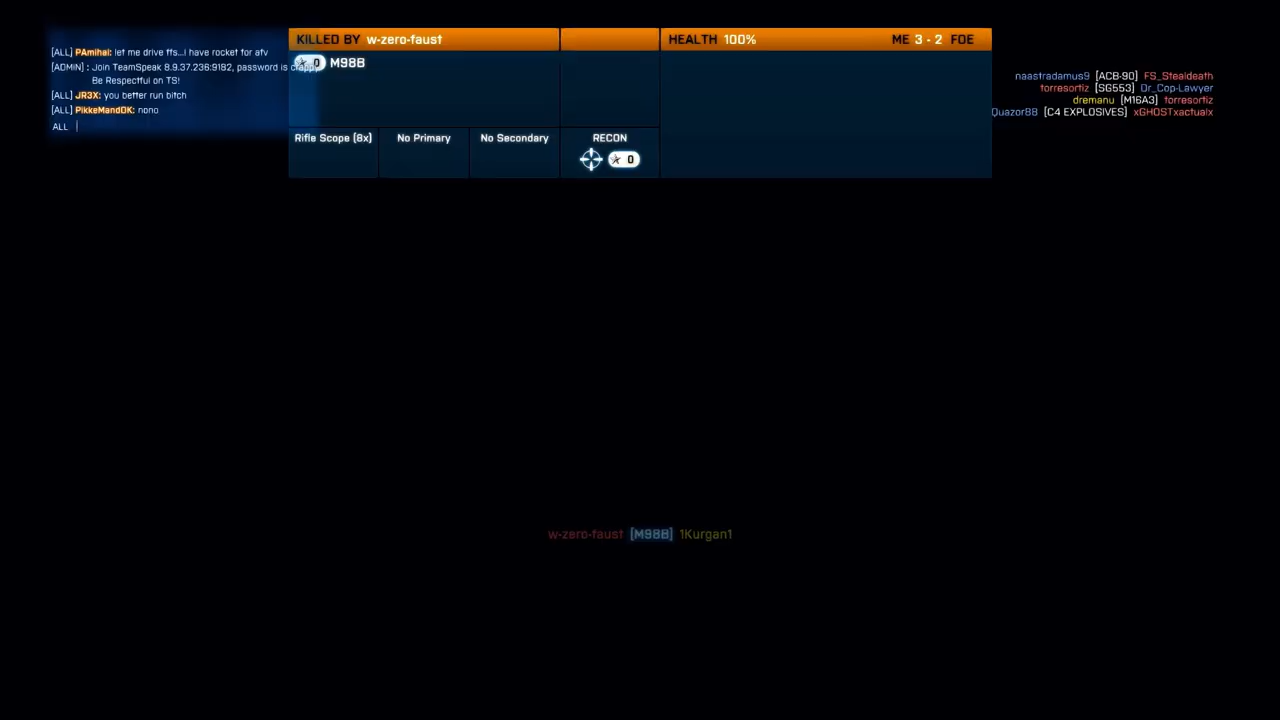 [ALL] PAmihai: let me drive ffs...i have rocket for afv
[ADMIN] : Join TeamSpeak 8.9.37.236:9182, password is
Be Respectful on TS!
[ALL] JR3X: you better run bitch
[ALL] PikkeMandDK: nono
ALL
KILLED BY w-zero-faust
HEALTH 100%
ME 3 - 2 FOE
0 M98B
Rifle Scope (8x)
No Primary
No Secondary
RECON
0
naastradamus9 [ACB-90] FS_Stealdeath
torresortiz [SG553] Dr_Cop-Lawyer
dremanu [M16A3] torresortiz
Quazor88 [C4 EXPLOSIVES] xGHOSTxactualx
w-zero-faust [M98B] 1Kurgan1